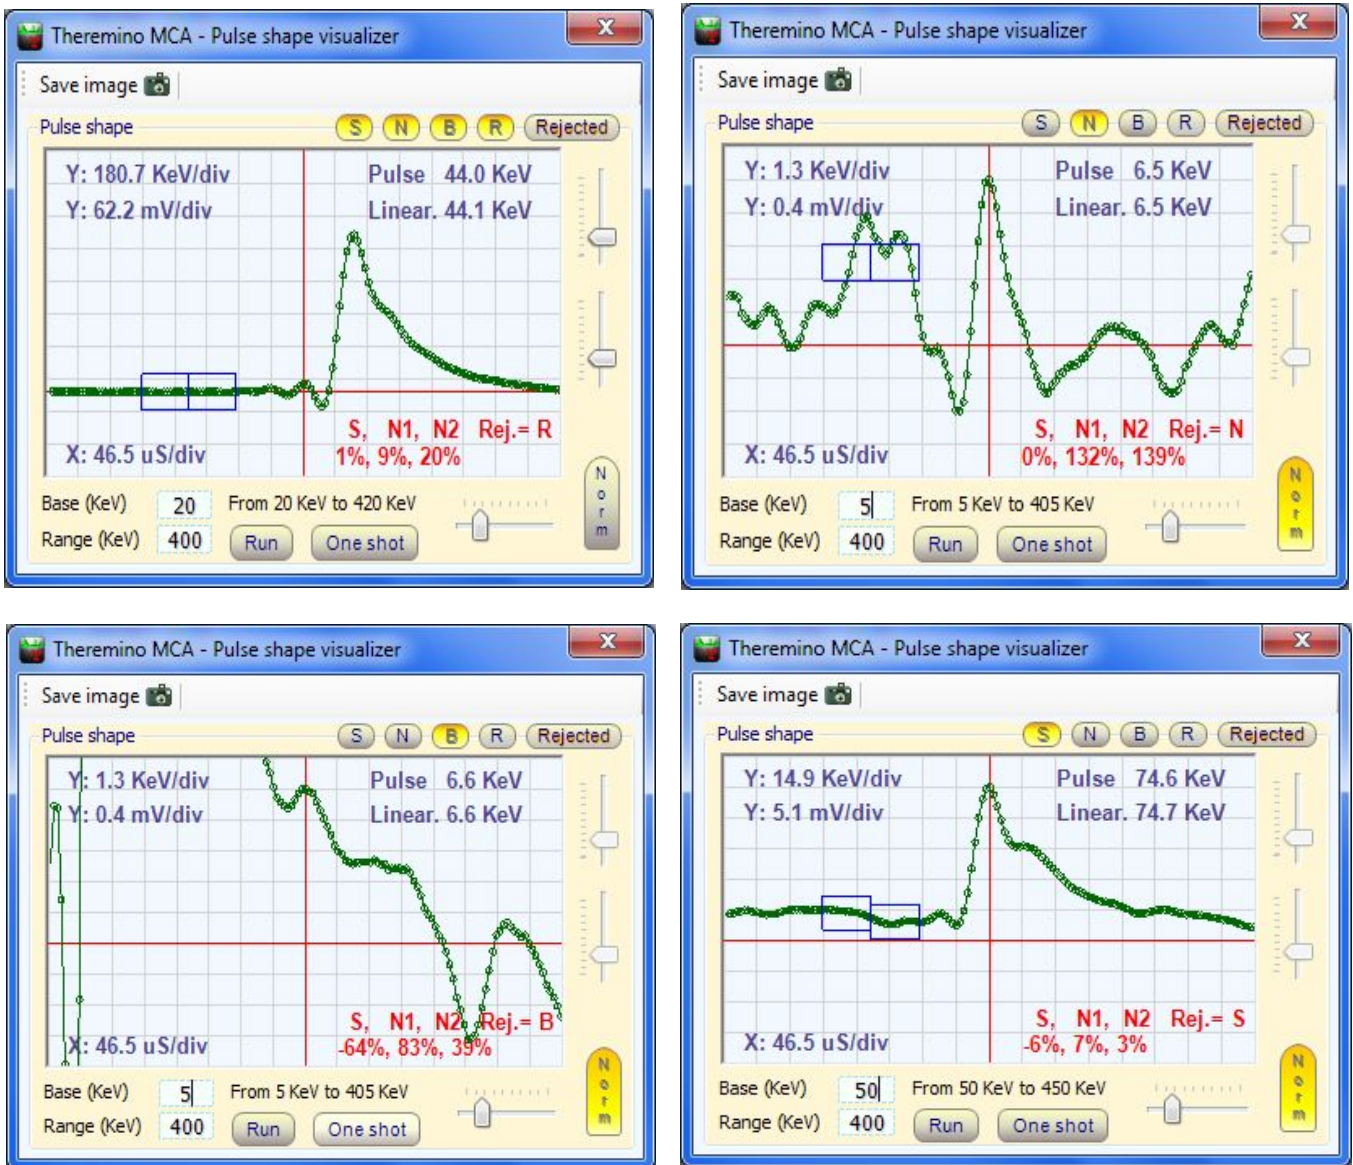 Theremino MCA - Pulse shape visualizer
X
Save image
Pulse shape
S N B R Rejected
Y: 180.7 KeV/div
Pulse 44.0 KeV
Y: 62.2 mV/div
Linear. 44.1 KeV
S, N1, N2 Rej.= R
X: 46.5 uS/div
1%, 9%, 20%
Norm
Base (KeV) 20 From 20 KeV to 420 KeV
Range (KeV) 400 Run One shot
Theremino MCA - Pulse shape visualizer
X
Save image
Pulse shape
S N B R Rejected
Y: 1.3 KeV/div
Pulse 6.5 KeV
Y: 0.4 mV/div
Linear. 6.5 KeV
S, N1, N2 Rej.= N
X: 46.5 uS/div
0%, 132%, 139%
Norm
Base (KeV) 5 From 5 KeV to 405 KeV
Range (KeV) 400 Run One shot
Theremino MCA - Pulse shape visualizer
X
Save image
Pulse shape
S N B R Rejected
Y: 1.3 KeV/div
Pulse 6.6 KeV
Y: 0.4 mV/div
Linear. 6.6 KeV
S, N1, N2 Rej.= B
X: 46.5 uS/div
-64%, 83%, 39%
Norm
Base (KeV) 5 From 5 KeV to 405 KeV
Range (KeV) 400 Run One shot
Theremino MCA - Pulse shape visualizer
X
Save image
Pulse shape
S N B R Rejected
Y: 14.9 KeV/div
Pulse 74.6 KeV
Y: 5.1 mV/div
Linear. 74.7 KeV
S, N1, N2 Rej.= S
X: 46.5 uS/div
-6%, 7%, 3%
Norm
Base (KeV) 50 From 50 KeV to 450 KeV
Range (KeV) 400 Run One shot